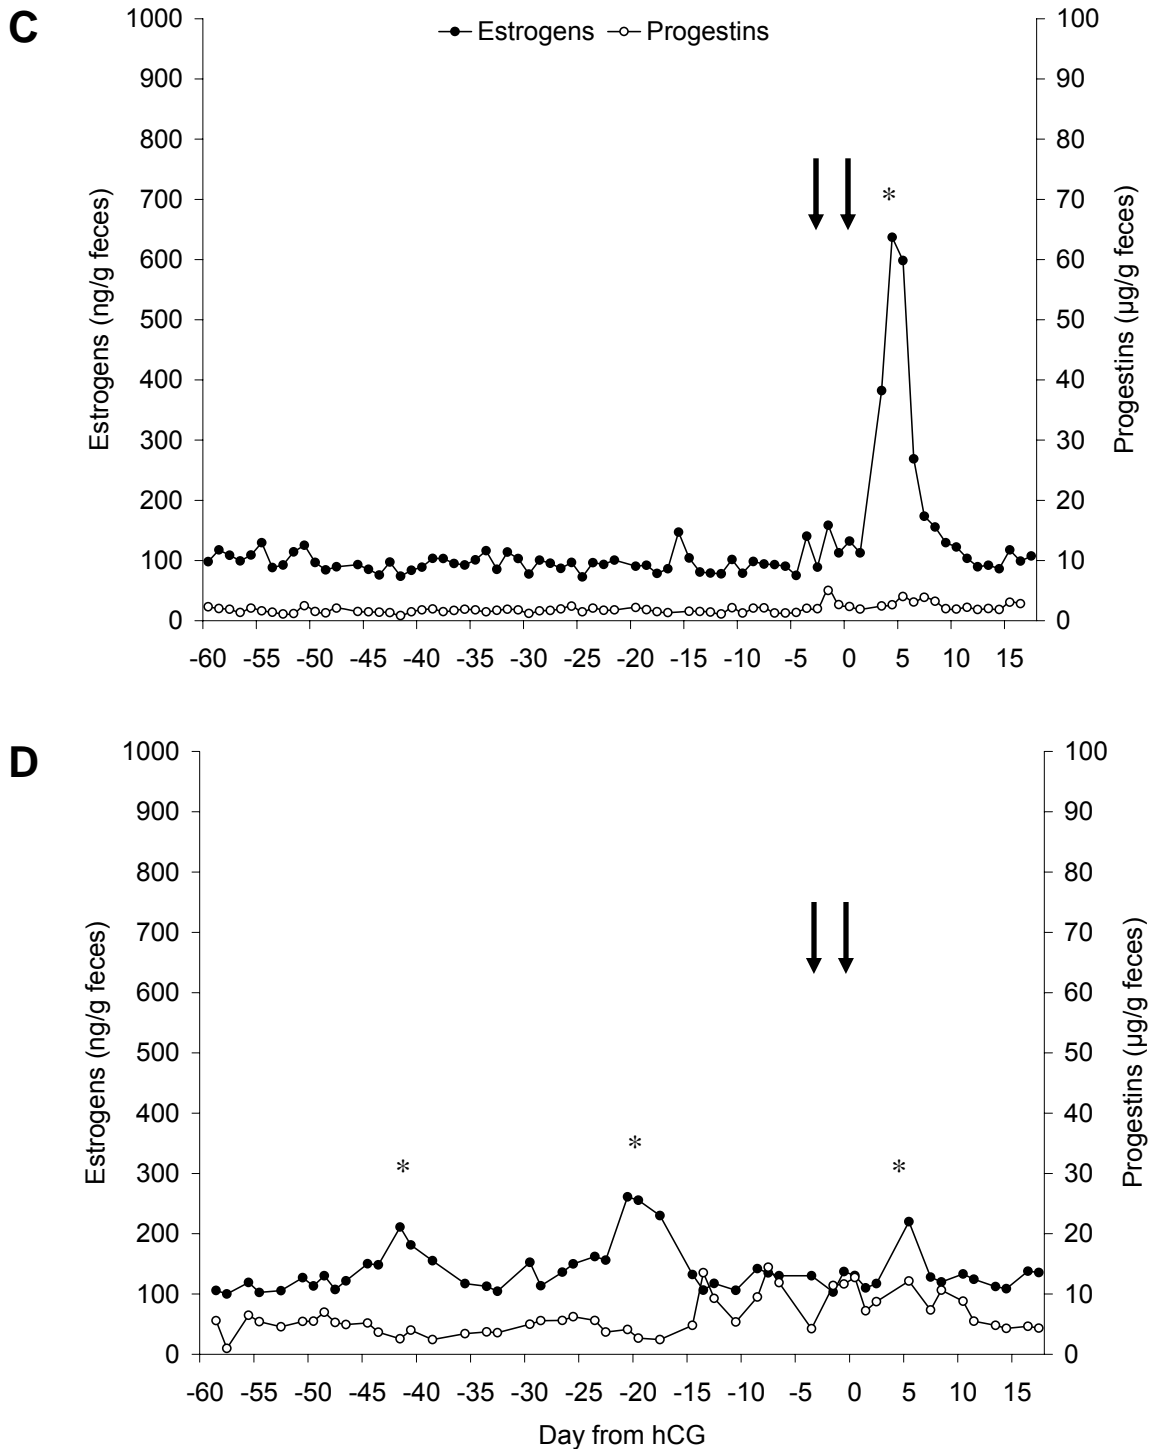 C
Estrogens Progestins
1000 100
900 90
800 80
700 * 70
600 60
500 50
400 40
300 30
200 20
100 10
0 0
Estrogens (ng/g feces)
Progestins (µg/g feces)
-60 -55 -50 -45 -40 -35 -30 -25 -20 -15 -10 -5 0 5 10 15
D
1000 100
900 90
800 80
700 70
600 60
500 50
400 40
*
300 * * 30
200 20
100 10
0 0
Estrogens (ng/g feces)
Progestins (µg/g feces)
-60 -55 -50 -45 -40 -35 -30 -25 -20 -15 -10 -5 0 5 10 15
Day from hCG